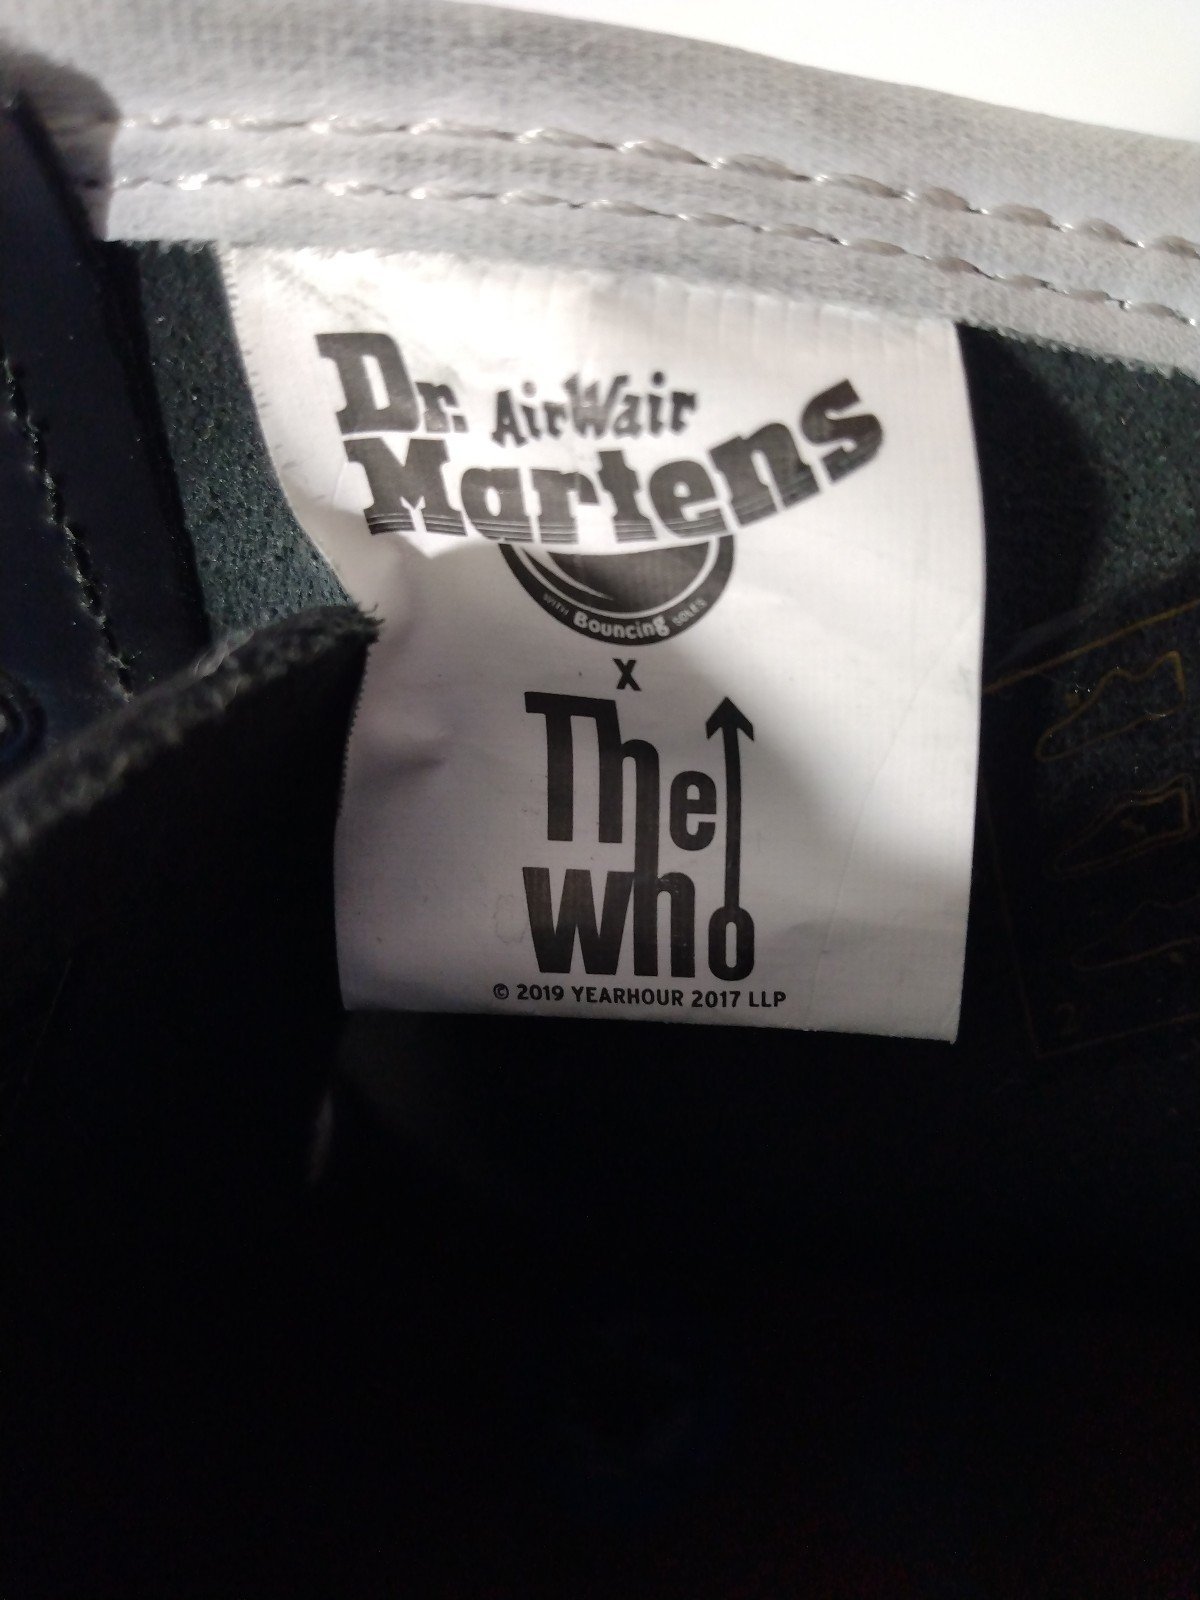 Dr. AirWair
Martens
WITH Bouncing SOLES
X
The
Who
© 2019 YEARHOUR 2017 LLP